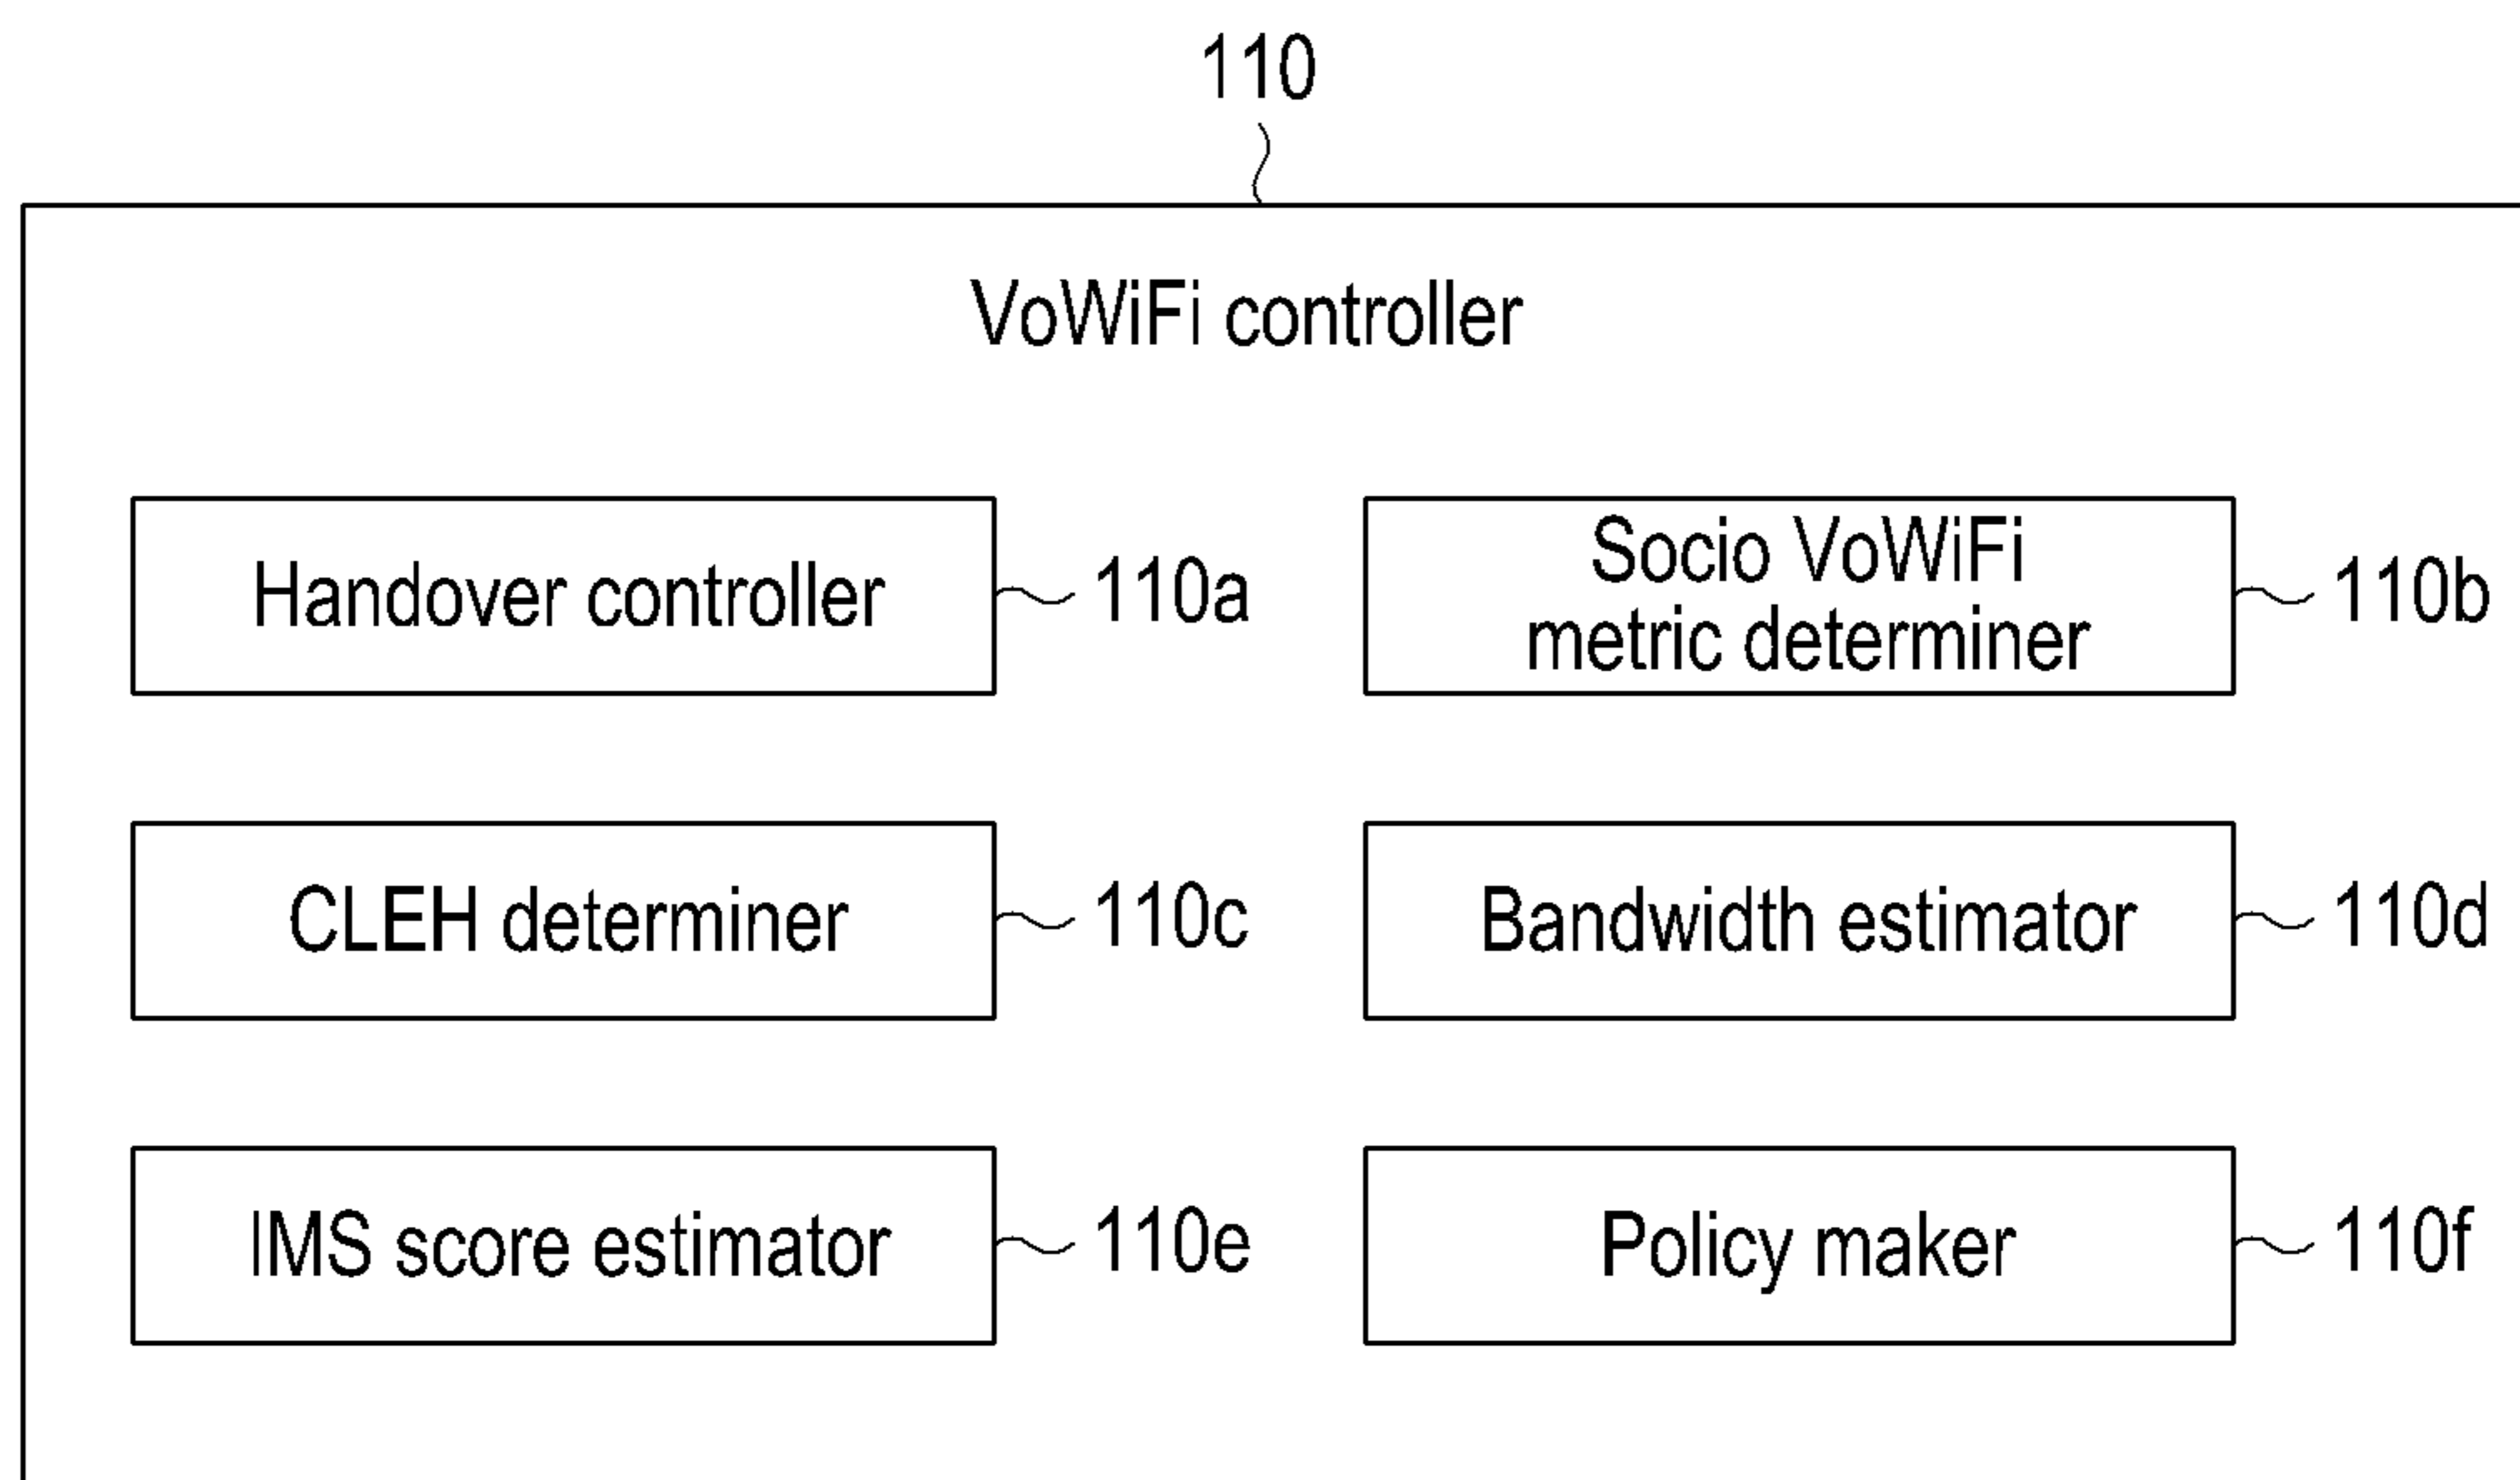 110
VoWiFi controller
Handover controller
110a
Socio VoWiFi
metric determiner
110b
CLEH determiner
110c
Bandwidth estimator
110d
IMS score estimator
110e
Policy maker
110f